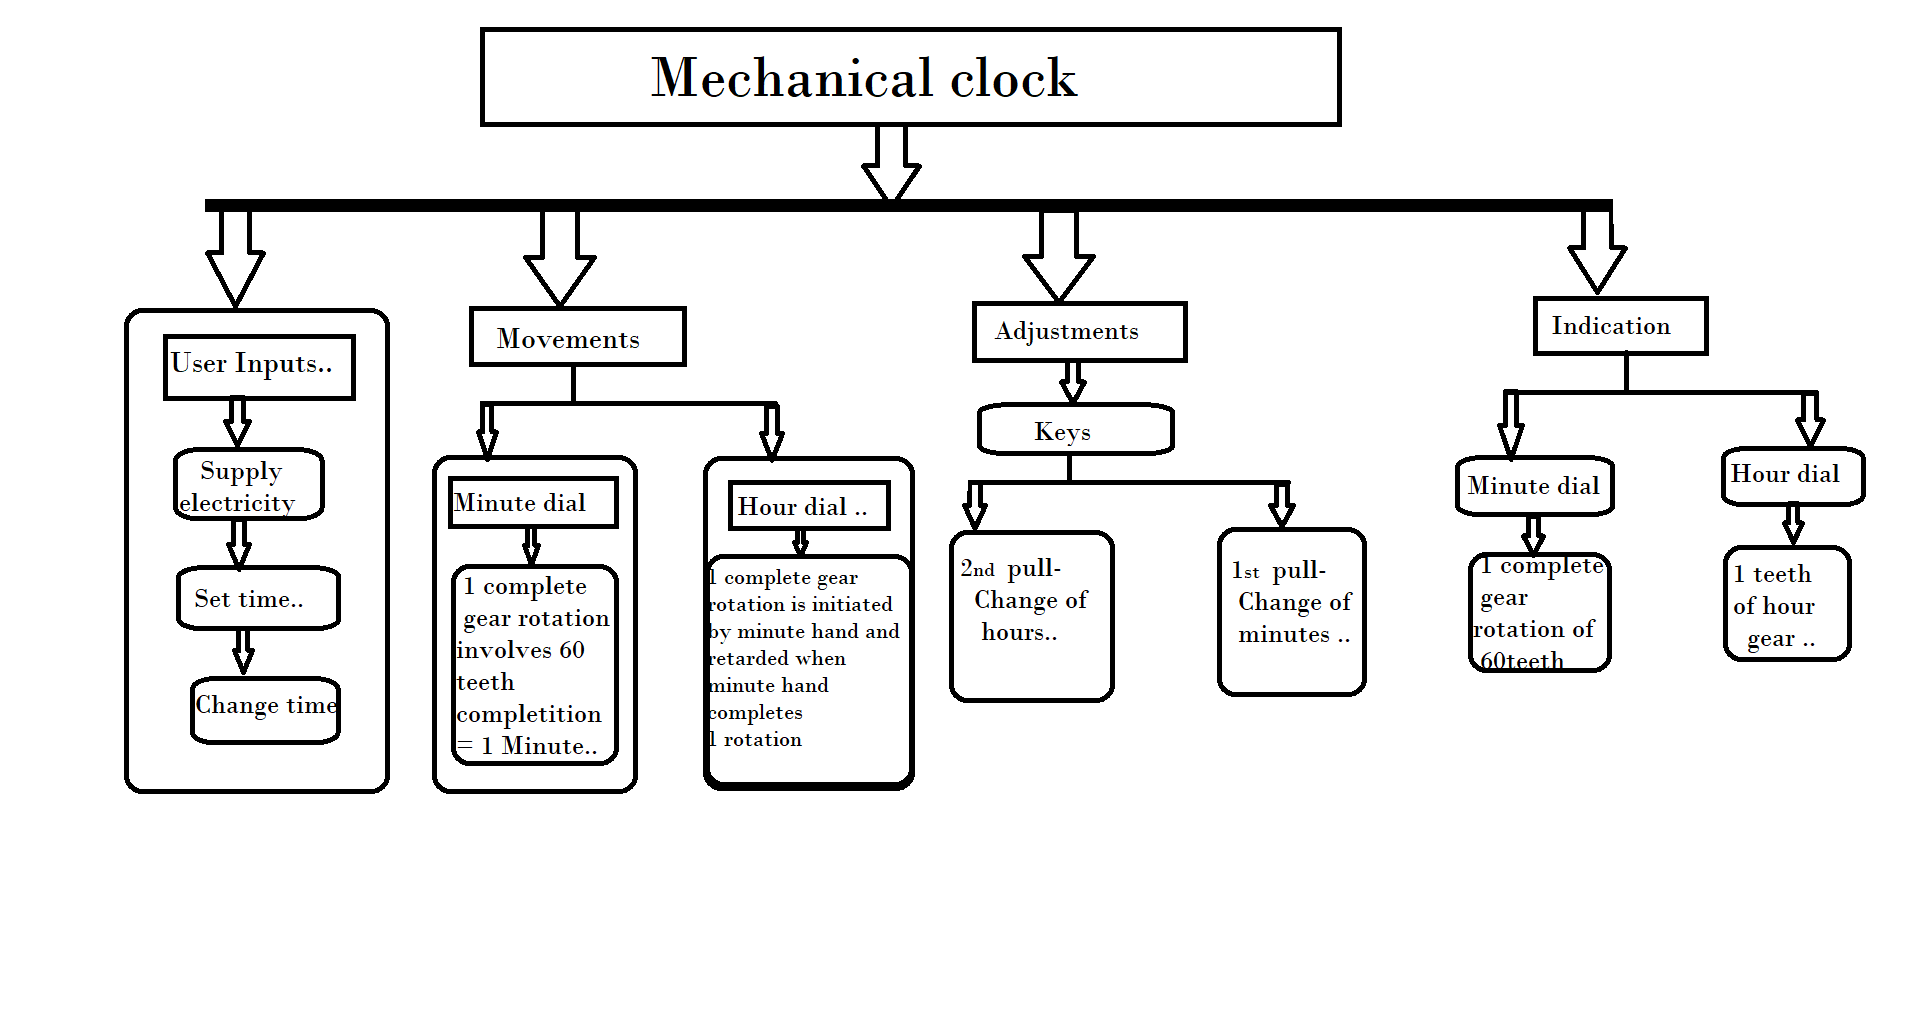 Mechanical clock
User Inputs..
Supply
electricity
Set time..
Change time
Movements
Minute dial
1 complete
gear rotation
involves 60
teeth
completition
= 1 Minute..
Hour dial ..
1 complete gear
rotation is initiated
by minute hand and
retarded when
minute hand
completes
1 rotation
Adjustments
Keys
2nd pull-
Change of
hours..
1st pull-
Change of
minutes ..
Indication
Minute dial
1 complete
gear
rotation of
60teeth
Hour dial
1 teeth
of hour
gear ..